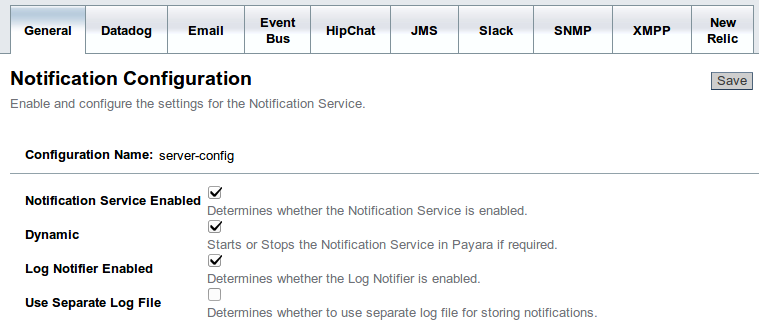 General Datadog Email Event Bus HipChat JMS Slack SNMP XMPP New Relic
Notification Configuration Save
Enable and configure the settings for the Notification Service.
Configuration Name: server-config
Notification Service Enabled
Determines whether the Notification Service is enabled.
Dynamic
Starts or Stops the Notification Service in Payara if required.
Log Notifier Enabled
Determines whether the Log Notifier is enabled.
Use Separate Log File
Determines whether to use separate log file for storing notifications.